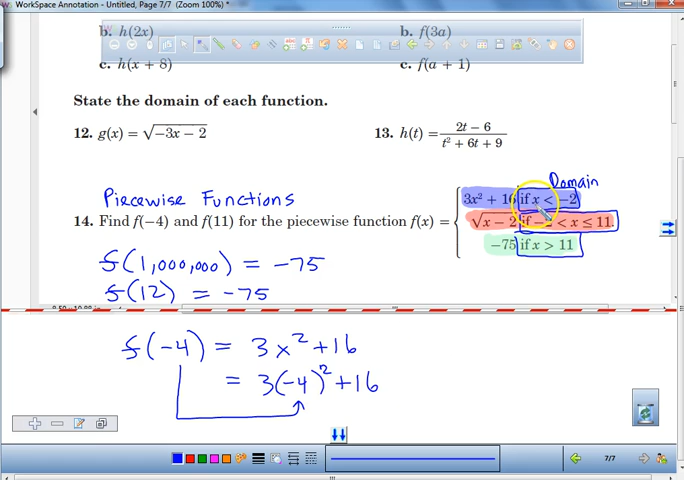 WorkSpace Annotation - Untitled, Page 7/7 (Zoom 100%) *
b. h(2x)
b. f(3a)
c. h(x + 8)
c. f(a + 1)
State the domain of each function.
12. g(x) = √−3x − 2
13. h(t) = 2t − 6 / t² + 6t + 9
Domain
Piecewise Functions
3x² + 16 if x < −2
14. Find f(−4) and f(11) for the piecewise function f(x) =
√x − 2 if −2 < x ≤ 11.
−75 if x > 11
f(1,000,000) = -75
f(12) = -75
f(-4) = 3x² + 16
= 3(-4)² + 16
7/7